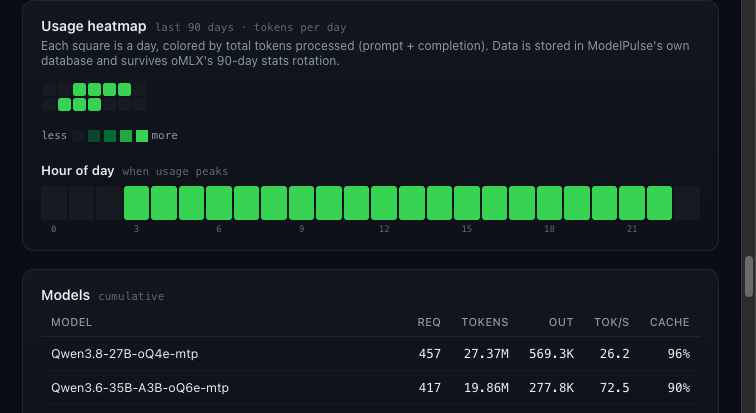 Usage heatmap last 90 days · tokens per day
Each square is a day, colored by total tokens processed (prompt + completion). Data is stored in ModelPulse's own
database and survives oMLX's 90-day stats rotation.
less more
Hour of day when usage peaks
0 3 6 9 12 15 18 21
Models cumulative
MODEL REQ TOKENS OUT TOK/S CACHE
Qwen3.8-27B-oQ4e-mtp 457 27.37M 569.3K 26.2 96%
Qwen3.6-35B-A3B-oQ6e-mtp 417 19.86M 277.8K 72.5 90%